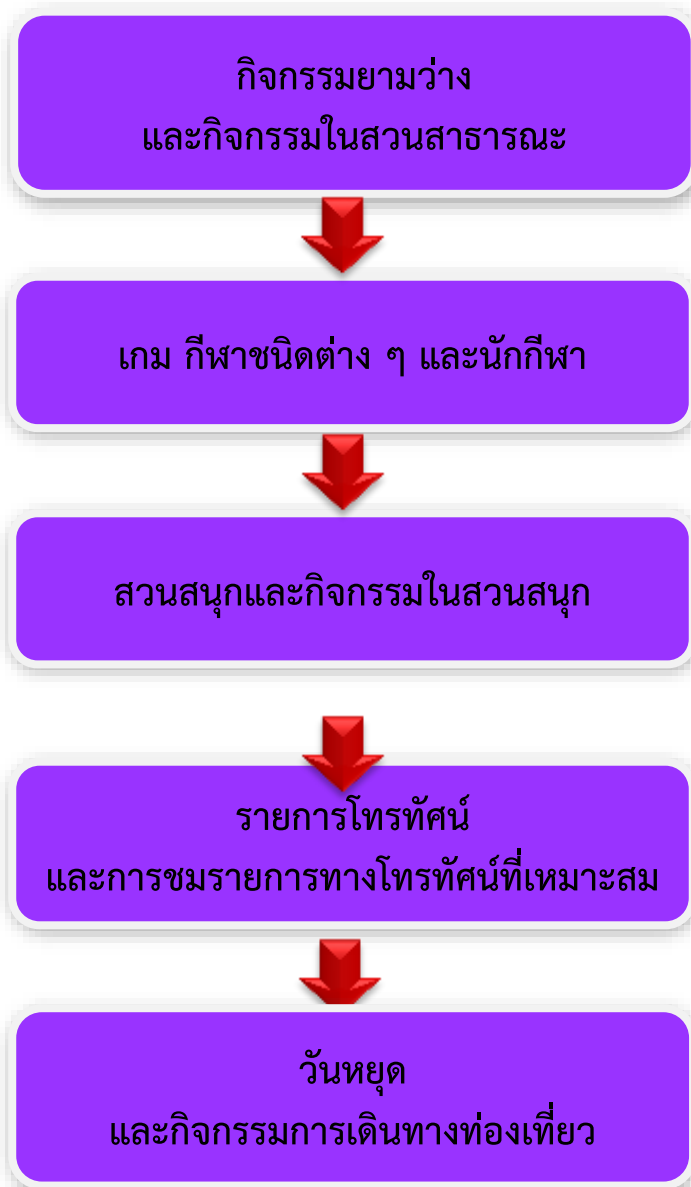 กิจกรรมยามว่าง
และกิจกรรมในสวนสาธารณะ
เกม กีฬาชนิดต่าง ๆ และนักกีฬา
สวนสนุกและกิจกรรมในสวนสนุก
รายการโทรทัศน์
และการชมรายการทางโทรทัศน์ที่เหมาะสม
วันหยุด
และกิจกรรมการเดินทางท่องเที่ยว